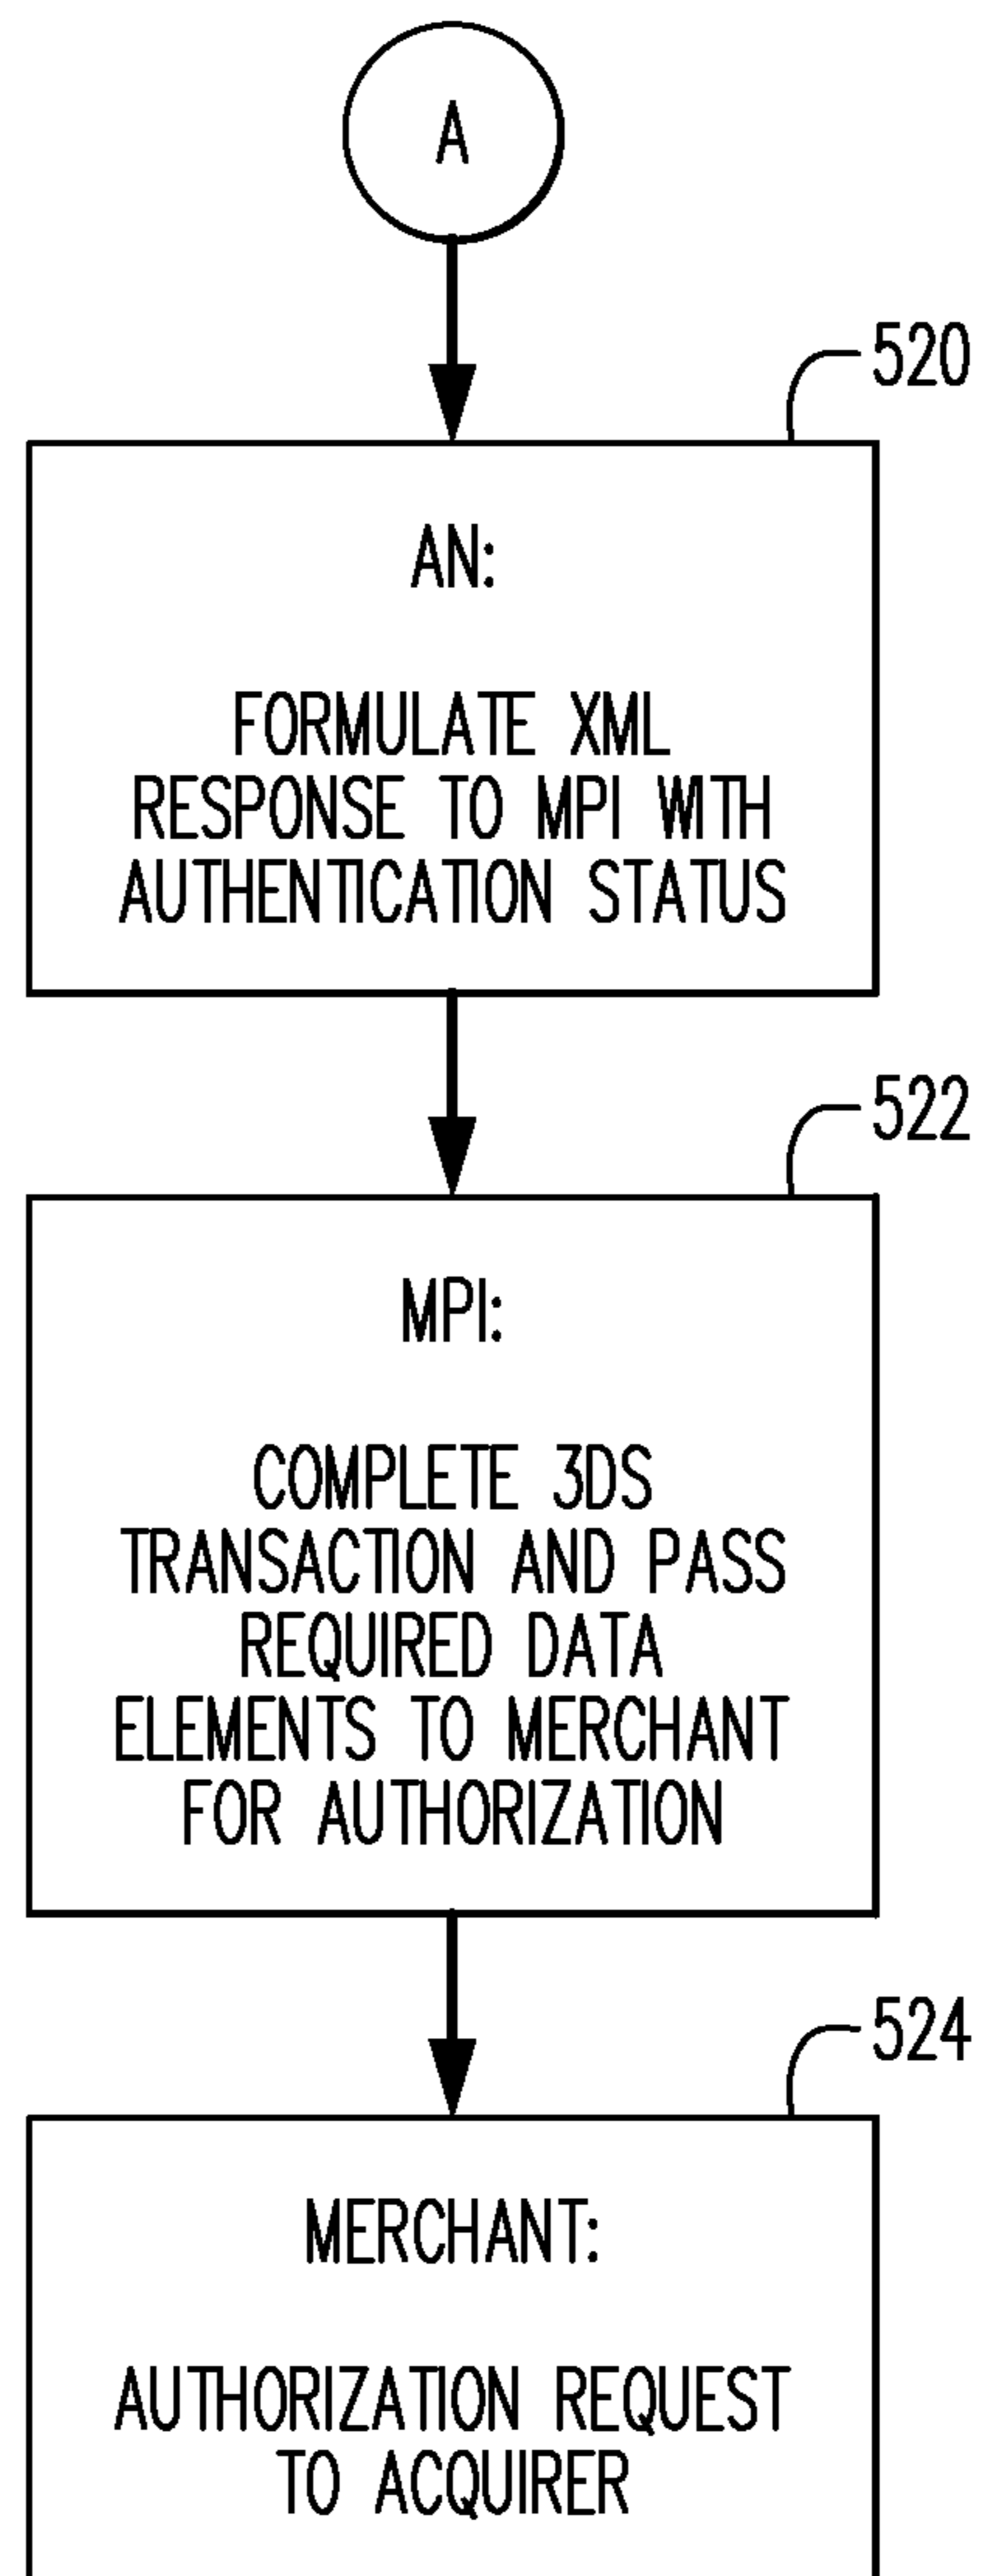 A
520
AN:
FORMULATE XML
RESPONSE TO MPI WITH
AUTHENTICATION STATUS
522
MPI:
COMPLETE 3DS
TRANSACTION AND PASS
REQUIRED DATA
ELEMENTS TO MERCHANT
FOR AUTHORIZATION
524
MERCHANT:
AUTHORIZATION REQUEST
TO ACQUIRER